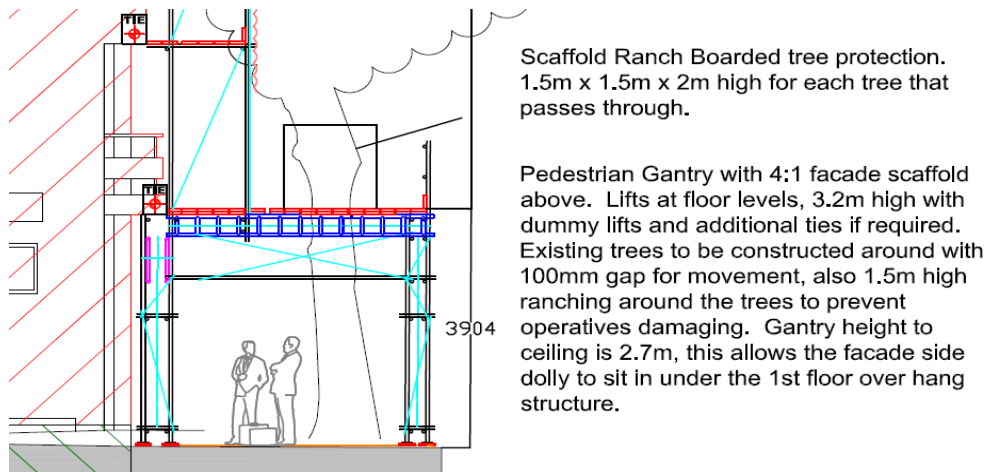 TIE
Scaffold Ranch Boarded tree protection.
1.5m x 1.5m x 2m high for each tree that
passes through.
TIE
Pedestrian Gantry with 4:1 facade scaffold
above. Lifts at floor levels, 3.2m high with
dummy lifts and additional ties if required.
Existing trees to be constructed around with
100mm gap for movement, also 1.5m high
ranching around the trees to prevent
operatives damaging. Gantry height to
ceiling is 2.7m, this allows the facade side
dolly to sit in under the 1st floor over hang
structure.
3904